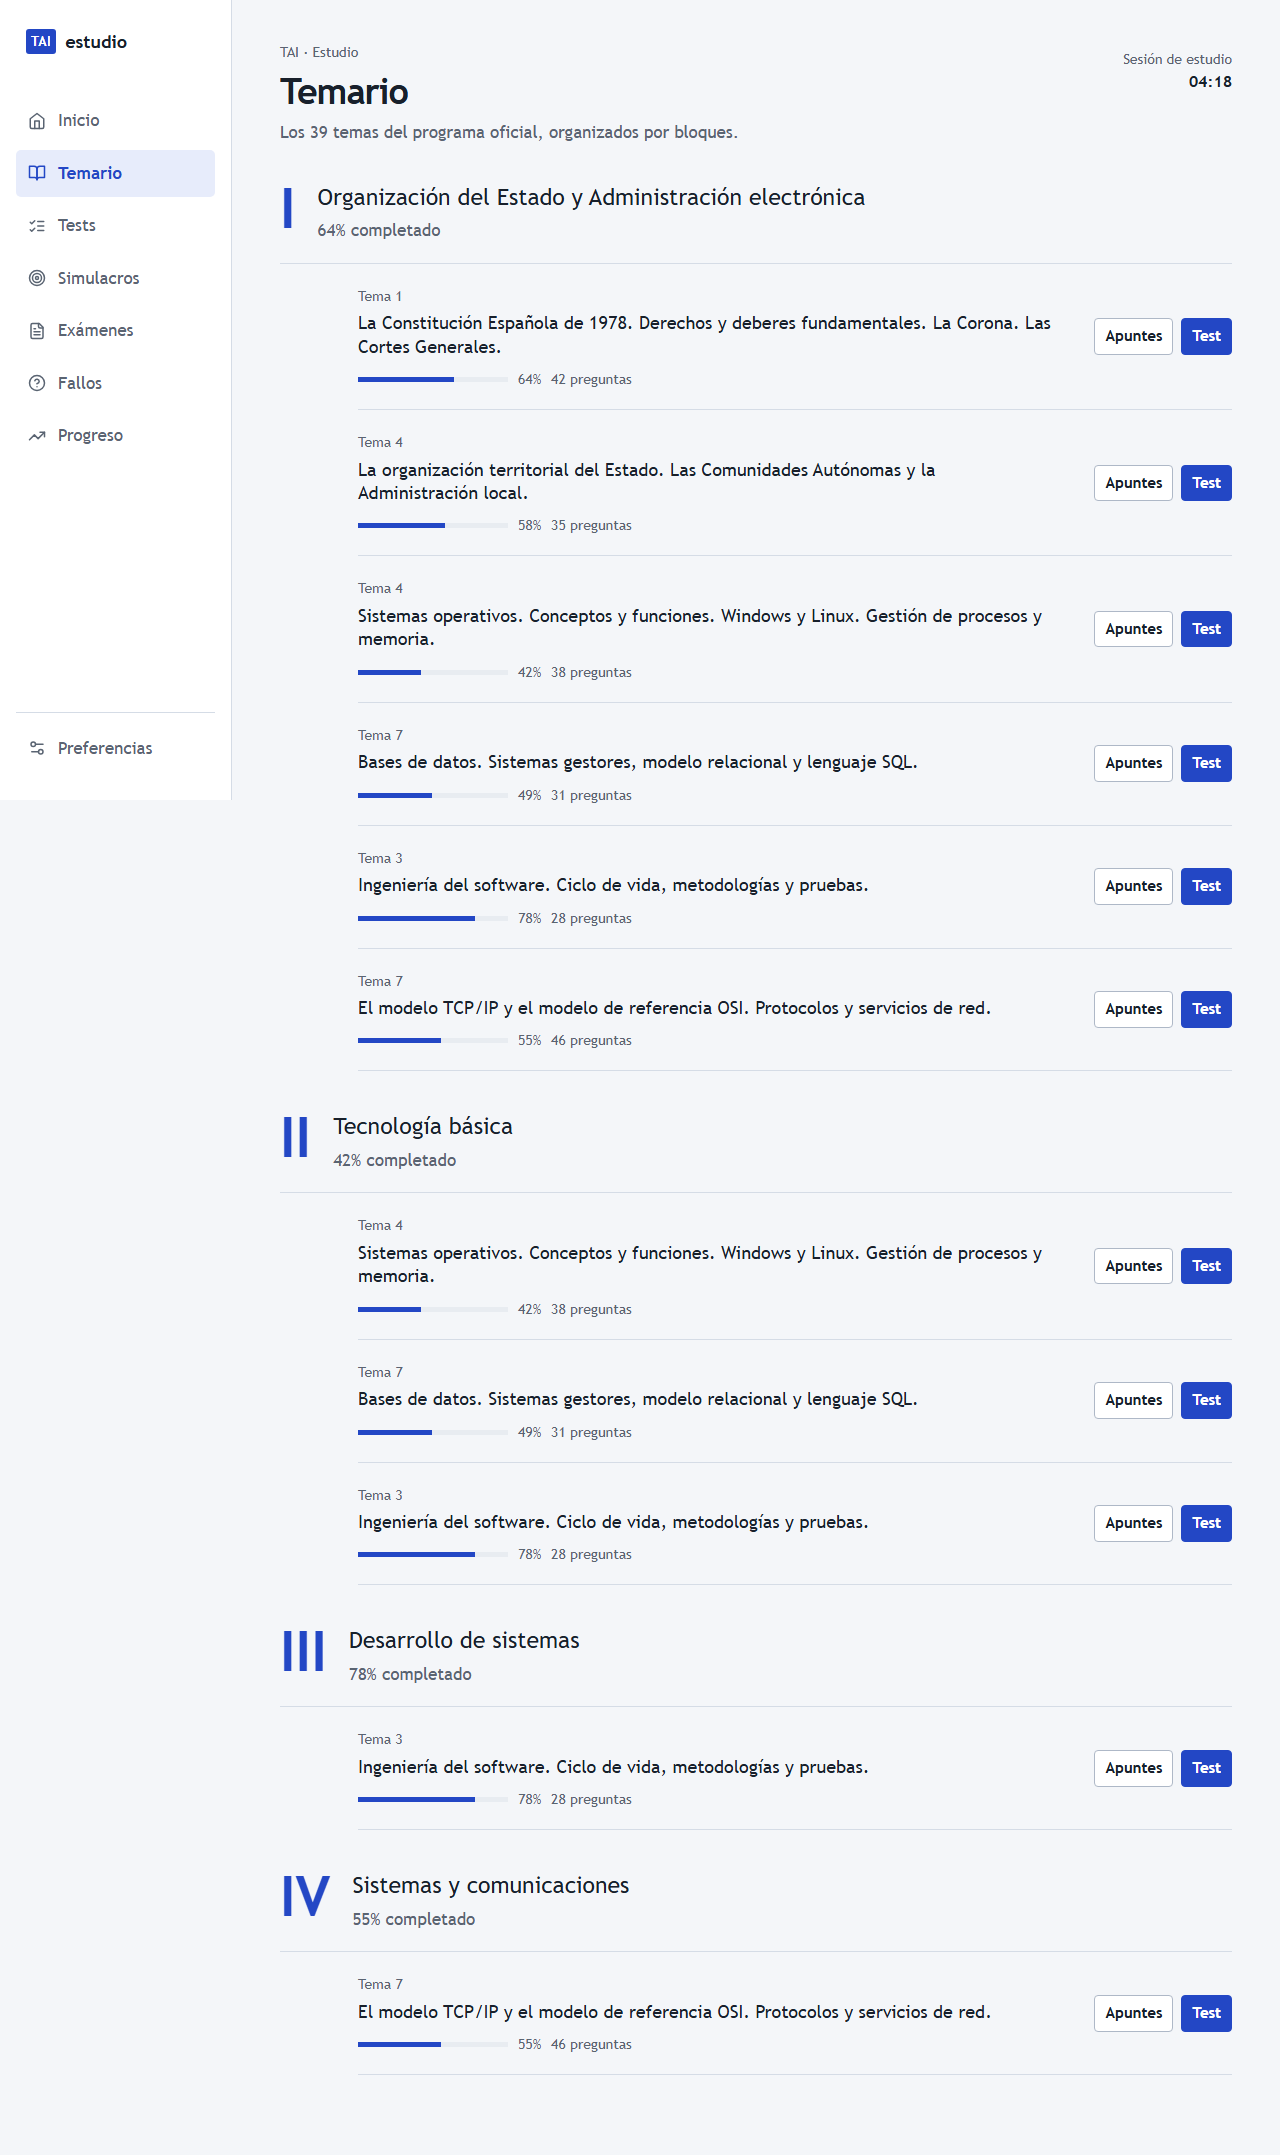 TAI estudio
Inicio
Temario
Tests
Simulacros
Exámenes
Fallos
Progreso
Preferencias
TAI · Estudio
Temario
Los 39 temas del programa oficial, organizados por bloques.
Sesión de estudio
04:18
I Organización del Estado y Administración electrónica
64% completado
Tema 1
La Constitución Española de 1978. Derechos y deberes fundamentales. La Corona. Las
Cortes Generales.
64% 42 preguntas
Apuntes Test
Tema 4
La organización territorial del Estado. Las Comunidades Autónomas y la
Administración local.
58% 35 preguntas
Apuntes Test
Tema 4
Sistemas operativos. Conceptos y funciones. Windows y Linux. Gestión de procesos y
memoria.
42% 38 preguntas
Apuntes Test
Tema 7
Bases de datos. Sistemas gestores, modelo relacional y lenguaje SQL.
49% 31 preguntas
Apuntes Test
Tema 3
Ingeniería del software. Ciclo de vida, metodologías y pruebas.
78% 28 preguntas
Apuntes Test
Tema 7
El modelo TCP/IP y el modelo de referencia OSI. Protocolos y servicios de red.
55% 46 preguntas
Apuntes Test
II Tecnología básica
42% completado
Tema 4
Sistemas operativos. Conceptos y funciones. Windows y Linux. Gestión de procesos y
memoria.
42% 38 preguntas
Apuntes Test
Tema 7
Bases de datos. Sistemas gestores, modelo relacional y lenguaje SQL.
49% 31 preguntas
Apuntes Test
Tema 3
Ingeniería del software. Ciclo de vida, metodologías y pruebas.
78% 28 preguntas
Apuntes Test
III Desarrollo de sistemas
78% completado
Tema 3
Ingeniería del software. Ciclo de vida, metodologías y pruebas.
78% 28 preguntas
Apuntes Test
IV Sistemas y comunicaciones
55% completado
Tema 7
El modelo TCP/IP y el modelo de referencia OSI. Protocolos y servicios de red.
55% 46 preguntas
Apuntes Test